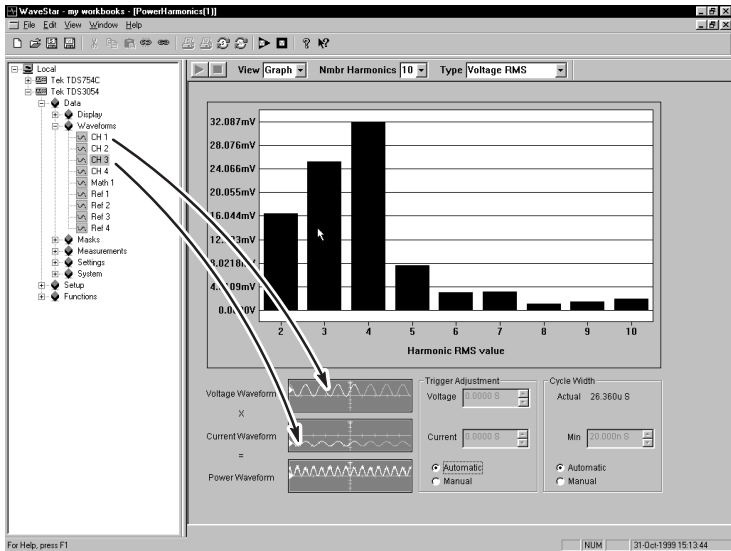 WaveStar - my workbooks - [PowerHarmonics(1)]
File Edit View Window Help
Local
Tek TDS754C
Tek TDS3054
Data
Display
Waveforms
CH 1
CH 2
CH 3
CH 4
Math 1
Ref 1
Ref 2
Ref 3
Ref 4
Masks
Measurements
Settings
System
Setup
Functions
View Graph Nmbr Harmonics 10 Type Voltage RMS
32.087mV
28.076mV
24.066mV
20.055mV
16.044mV
2 3 4 5 6 7 8 9 10
Harmonic RMS value
Voltage Waveform
X
Current Waveform
=
Power Waveform
Trigger Adjustment
Voltage 0.0000 S
Current 0.0000 S
Automatic
Manual
Cycle Width
Actual 26.360u S
Min 20.000n S
Automatic
Manual
For Help, press F1
NUM
31-Oct-1999 15:13:44